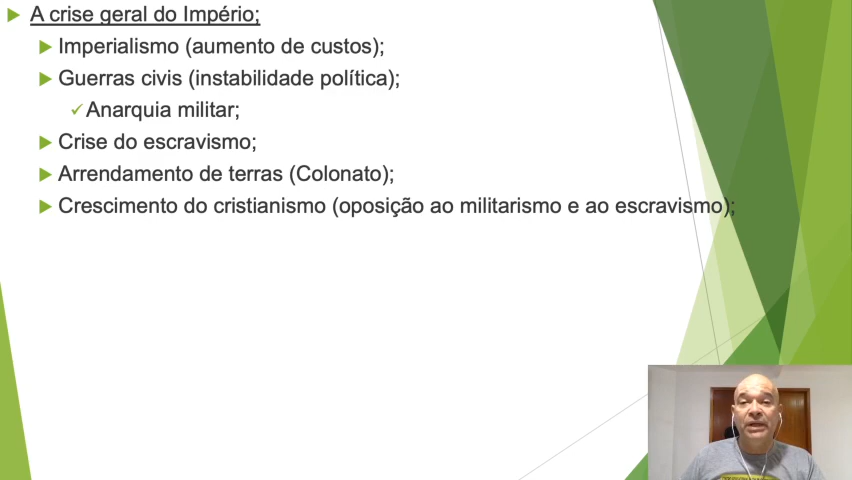 A crise geral do Império;
Imperialismo (aumento de custos);
Guerras civis (instabilidade política);
Anarquia militar;
Crise do escravismo;
Arrendamento de terras (Colonato);
Crescimento do cristianismo (oposição ao militarismo e ao escravismo);